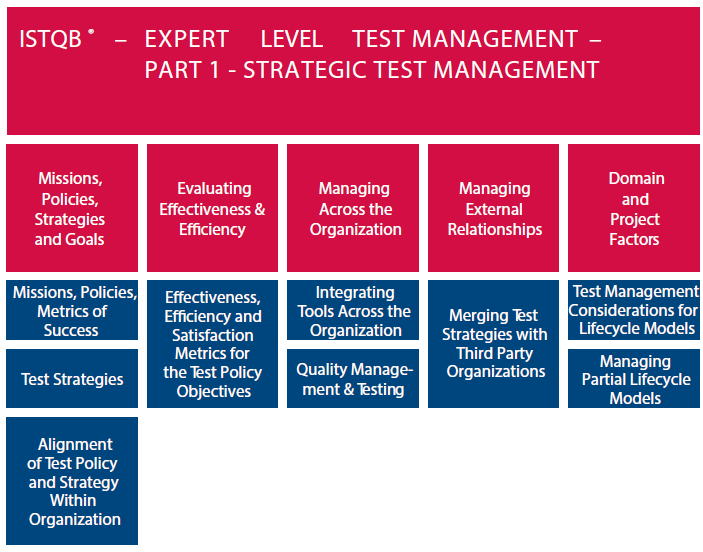 ISTQB ® – EXPERT LEVEL TEST MANAGEMENT –
PART 1 - STRATEGIC TEST MANAGEMENT
Missions,
Policies,
Strategies
and Goals
Evaluating
Effectiveness &
Efficiency
Managing
Across the
Organization
Managing
External
Relationships
Domain
and
Project
Factors
Missions, Policies,
Metrics of
Success
Test Strategies
Alignment
of Test Policy
and Strategy
Within
Organization
Effectiveness,
Efficiency and
Satisfaction
Metrics for
the Test Policy
Objectives
Integrating
Tools Across the
Organization
Quality Manage-
ment & Testing
Merging Test
Strategies with
Third Party
Organizations
Test Management
Considerations for
Lifecycle Models
Managing
Partial Lifecycle
Models